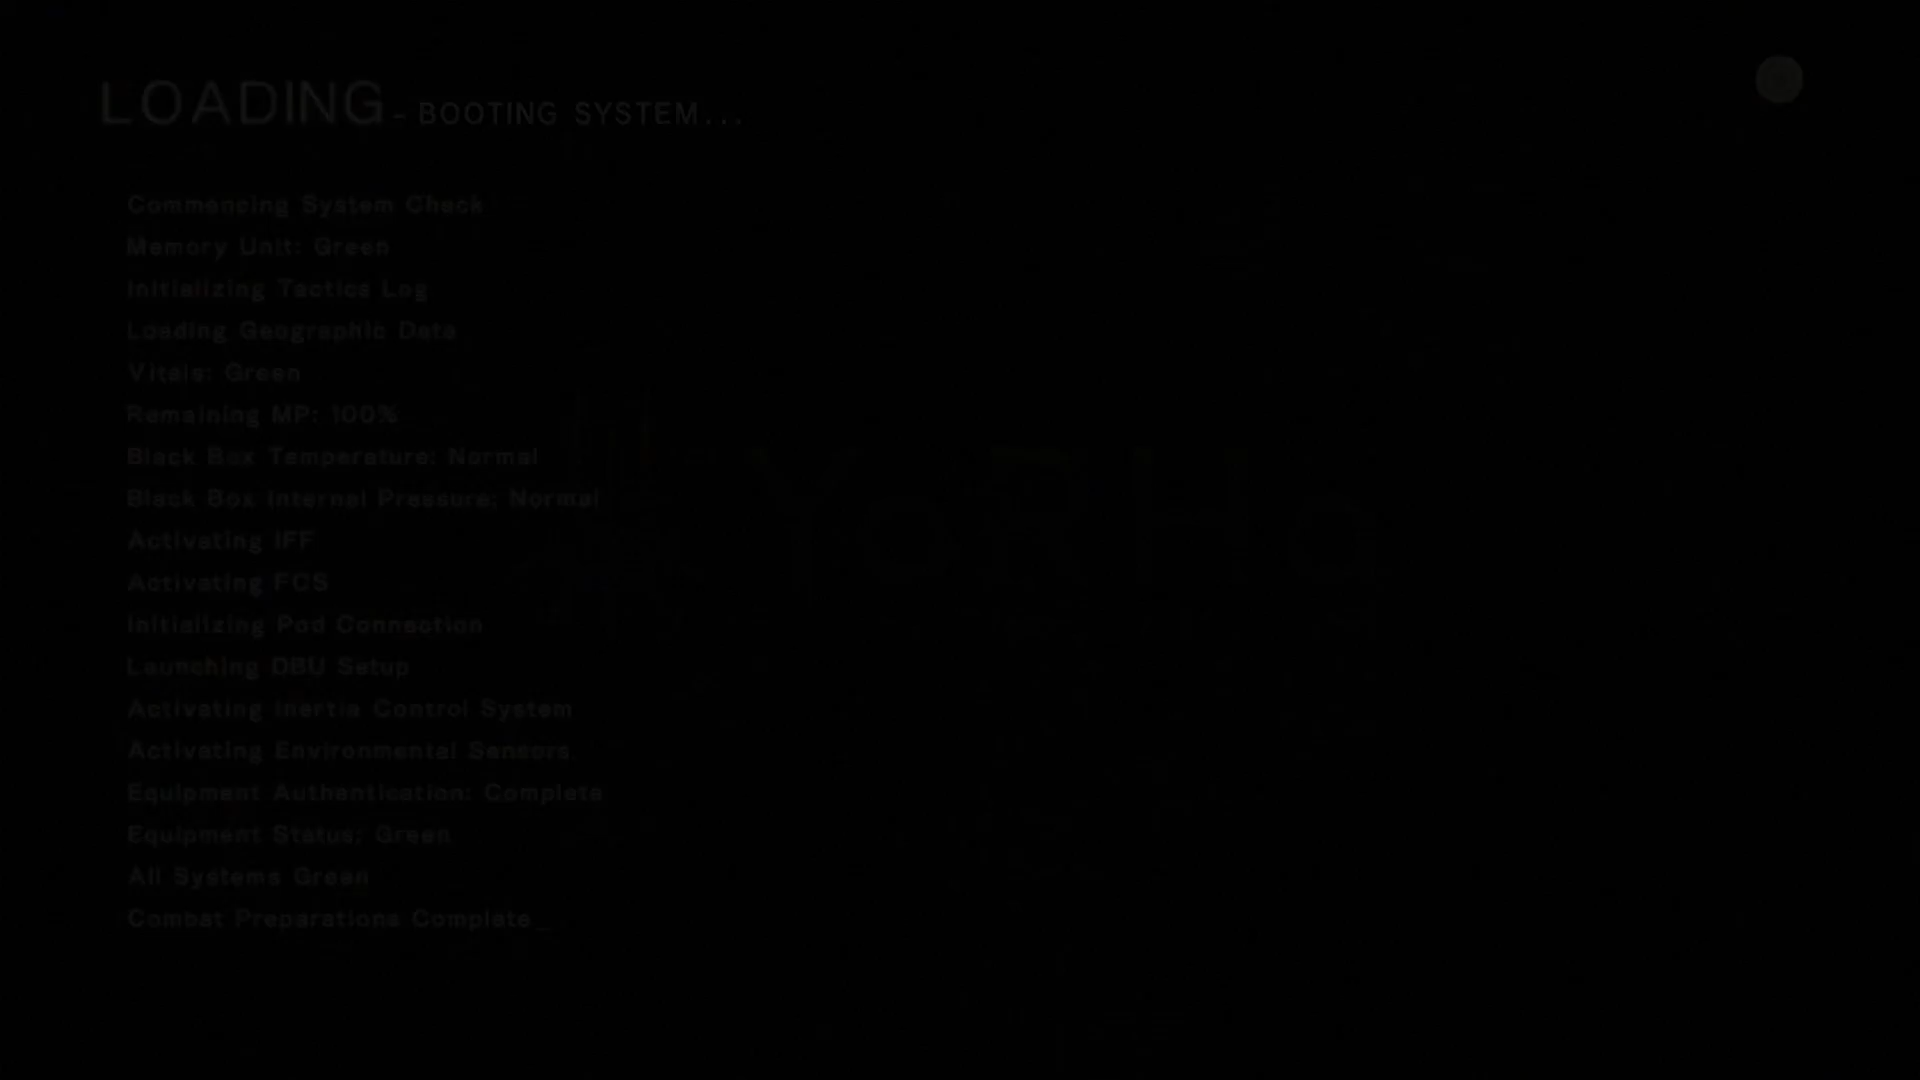 LOADING - BOOTING SYSTEM...
Commencing System Check
Memory Unit: Green
Initializing Tactics Log
Loading Geographic Data
Vitals: Green
Remaining MP: 100%
Black Box Temperature: Normal
Black Box Internal Pressure: Normal
Activating IFF
Activating FCS
Initializing Pod Connection
Launching DBU Setup
Activating Inertia Control System
Activating Environmental Sensors
Equipment Authentication: Complete
Equipment Status: Green
All Systems Green
Combat Preparations Complete_
YoRHa